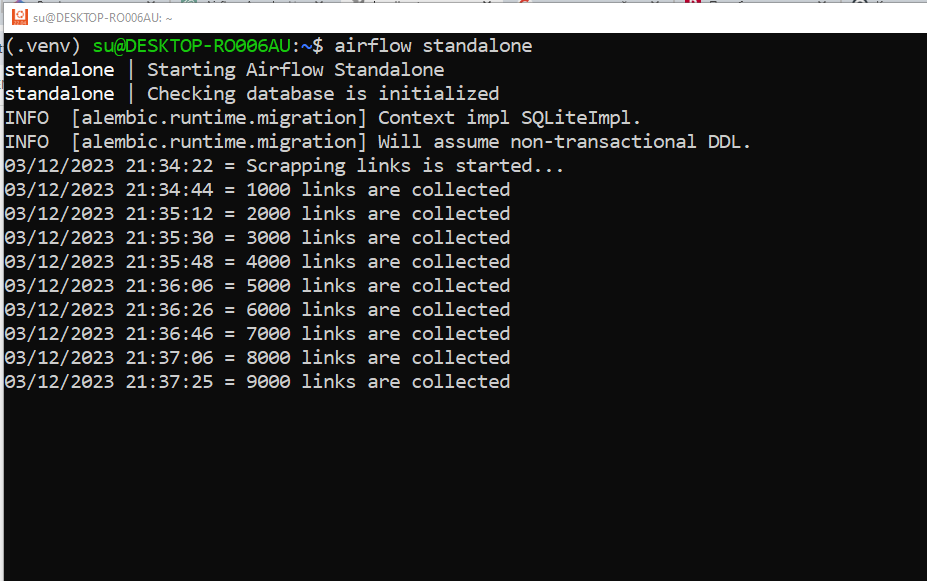 su@DESKTOP-RO006AU: ~
(.venv) su@DESKTOP-RO006AU:~$ airflow standalone
standalone | Starting Airflow Standalone
standalone | Checking database is initialized
INFO  [alembic.runtime.migration] Context impl SQLiteImpl.
INFO  [alembic.runtime.migration] Will assume non-transactional DDL.
03/12/2023 21:34:22 = Scrapping links is started...
03/12/2023 21:34:44 = 1000 links are collected
03/12/2023 21:35:12 = 2000 links are collected
03/12/2023 21:35:30 = 3000 links are collected
03/12/2023 21:35:48 = 4000 links are collected
03/12/2023 21:36:06 = 5000 links are collected
03/12/2023 21:36:26 = 6000 links are collected
03/12/2023 21:36:46 = 7000 links are collected
03/12/2023 21:37:06 = 8000 links are collected
03/12/2023 21:37:25 = 9000 links are collected